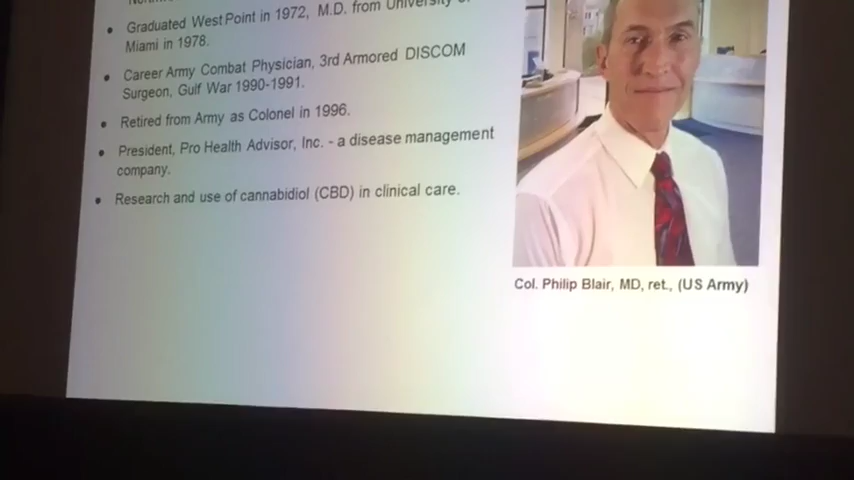 Graduated West Point in 1972, M.D. from University
Miami in 1978.
Career Army Combat Physician, 3rd Armored DISCOM
Surgeon, Gulf War 1990-1991.
Retired from Army as Colonel in 1996.
President, Pro Health Advisor, Inc. - a disease management
company.
Research and use of cannabidiol (CBD) in clinical care.
Col. Philip Blair, MD, ret., (US Army)